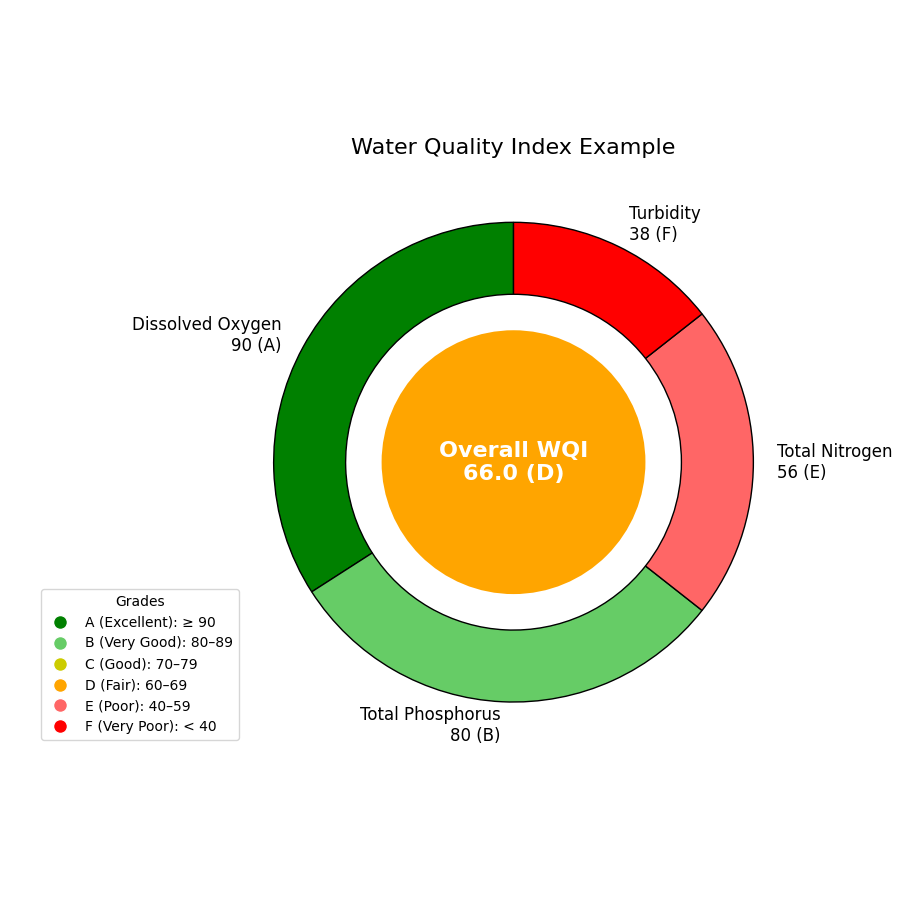 Water Quality Index Example
Turbidity
38 (F)
Dissolved Oxygen
90 (A)
Overall WQI
66.0 (D)
Total Nitrogen
56 (E)
Total Phosphorus
80 (B)
Grades
A (Excellent): ≥ 90
B (Very Good): 80–89
C (Good): 70–79
D (Fair): 60–69
E (Poor): 40–59
F (Very Poor): < 40